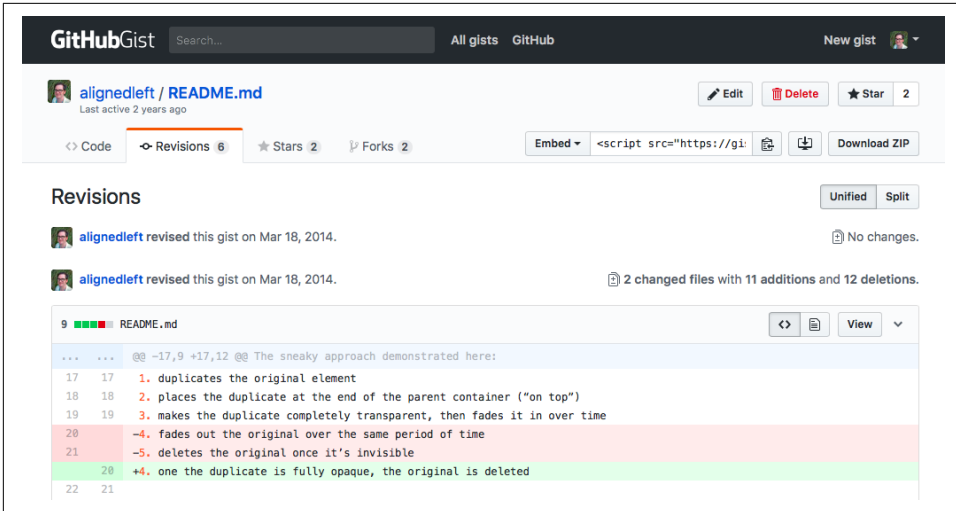 GitHubGist Search... All gists GitHub New gist
alignedleft / README.md Edit Delete Star 2
Last active 2 years ago
<> Code Revisions 6 Stars 2 Forks 2 Embed <script src="https://gi: Download ZIP
Revisions Unified Split
alignedleft revised this gist on Mar 18, 2014. No changes.
alignedleft revised this gist on Mar 18, 2014. 2 changed files with 11 additions and 12 deletions.
9 README.md <> View
... ... @@ -17,9 +17,12 @@ The sneaky approach demonstrated here:
17 17 1. duplicates the original element
18 18 2. places the duplicate at the end of the parent container (“on top”)
19 19 3. makes the duplicate completely transparent, then fades it in over time
20 -4. fades out the original over the same period of time
21 -5. deletes the original once it’s invisible
20 +4. one the duplicate is fully opaque, the original is deleted
22 21